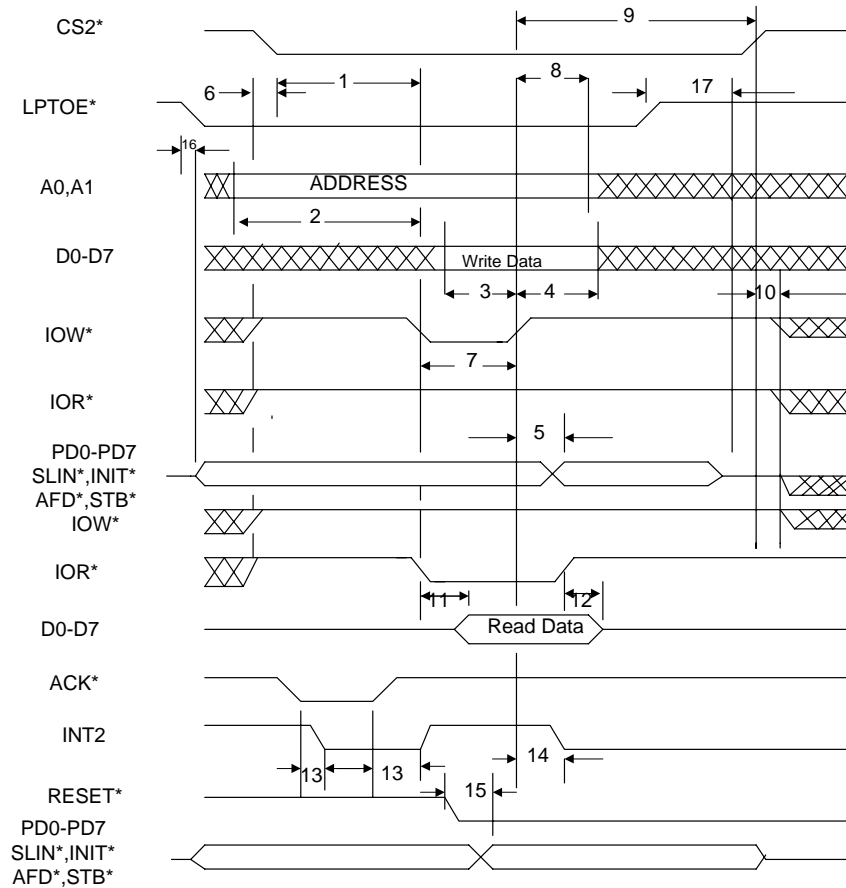 CS2*
9
6
1
8
17
LPTOE*
16
A0,A1
ADDRESS
2
D0-D7
Write Data
3
4
10
IOW*
7
IOR*
5
PD0-PD7
SLIN*,INIT*
AFD*,STB*
IOW*
IOR*
11
12
D0-D7
Read Data
ACK*
INT2
13
13
14
RESET*
15
PD0-PD7
SLIN*,INIT*
AFD*,STB*